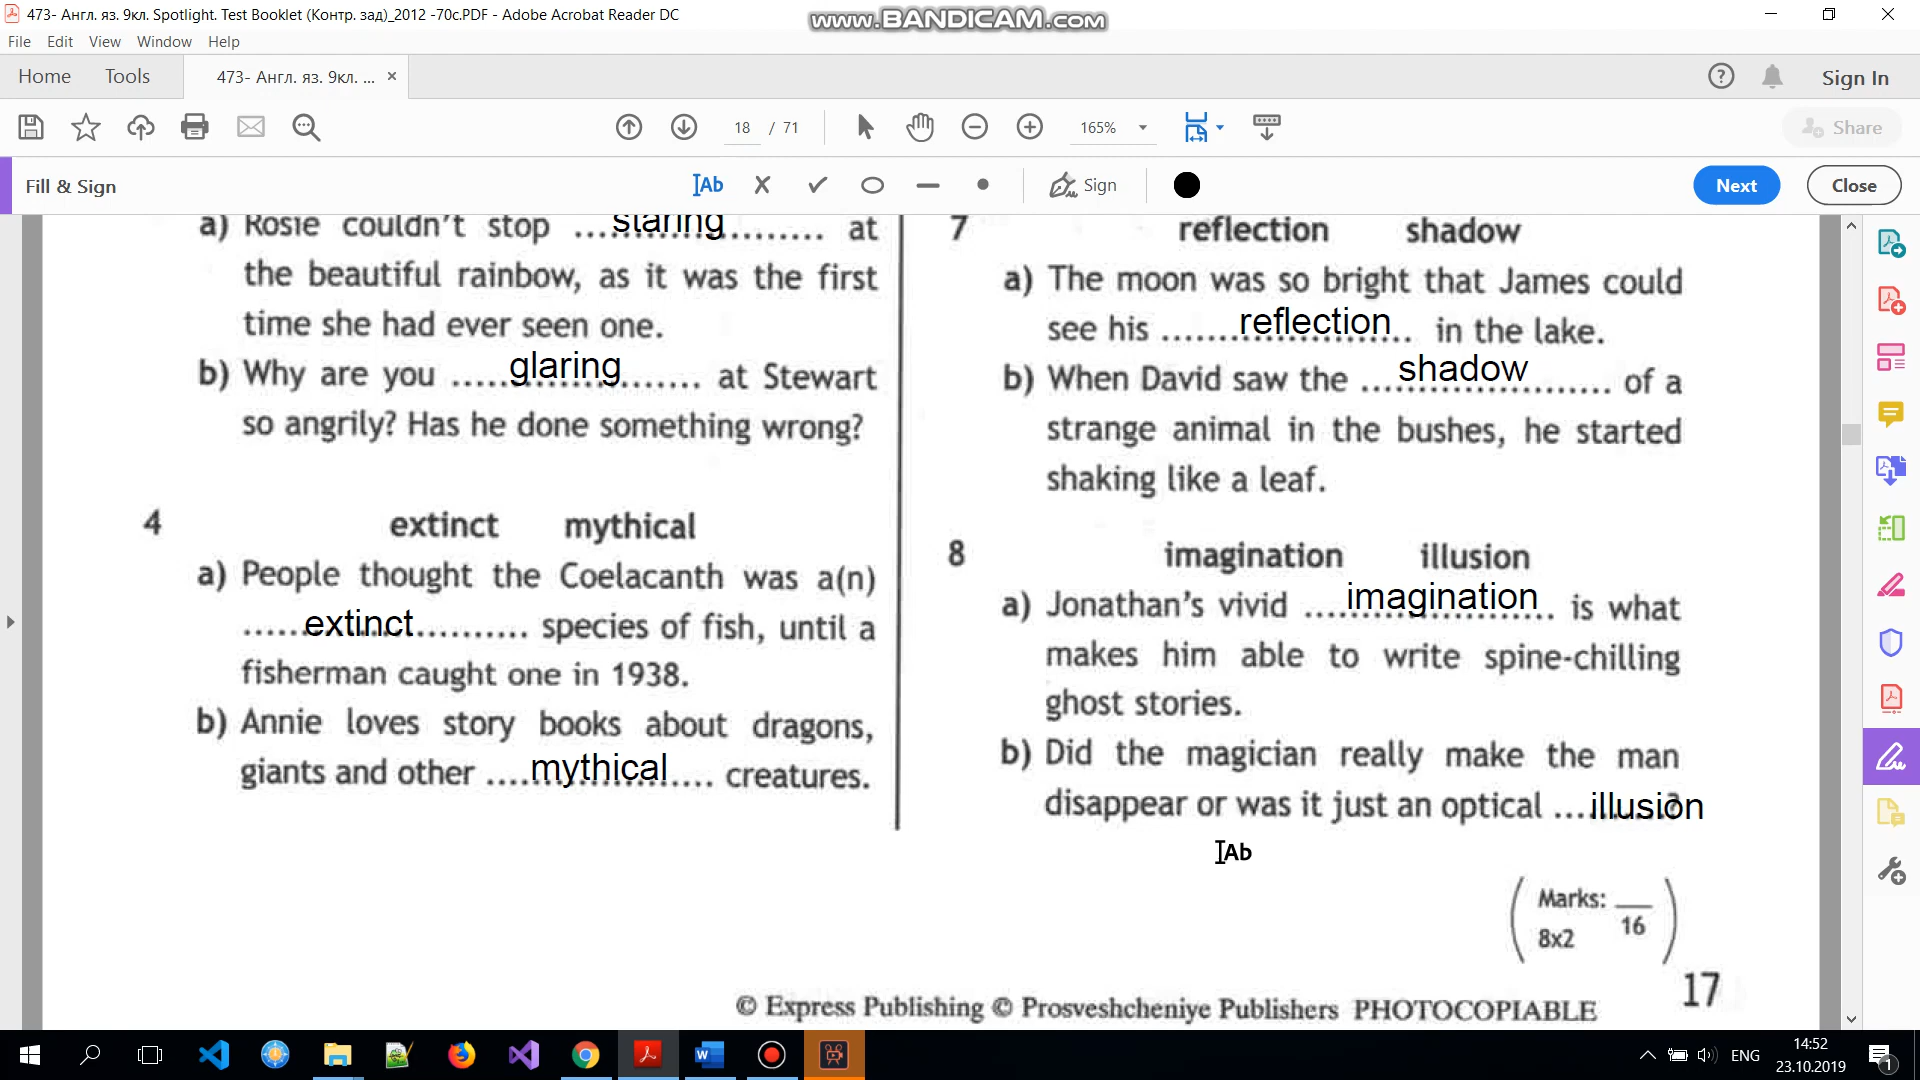 473- Англ. яз. 9кл. Spotlight. Test Booklet (Контр. зад)_2012 -70с.PDF - Adobe Acrobat Reader DC
www.BANDICAM.com
File Edit View Window Help
Home Tools 473- Англ. яз. 9кл. ... ×
Sign In
18 / 71
165%
Share
Fill & Sign
Ab
Sign
Next
Close
a) Rosie couldn't stop ....staring........ at
the beautiful rainbow, as it was the first
time she had ever seen one.
b) Why are you .....glaring....... at Stewart
so angrily? Has he done something wrong?
4
extinct mythical
a) People thought the Coelacanth was a(n)
......extinct.......... species of fish, until a
fisherman caught one in 1938.
b) Annie loves story books about dragons,
giants and other ....mythical.... creatures.
7
reflection shadow
a) The moon was so bright that James could
see his .......reflection.. in the lake.
b) When David saw the ....shadow....... of a
strange animal in the bushes, he started
shaking like a leaf.
8
imagination illusion
a) Jonathan's vivid ....imagination.. is what
makes him able to write spine-chilling
ghost stories.
b) Did the magician really make the man
disappear or was it just an optical ....illusion?
Ab
Marks: __
8x2 16
17
© Express Publishing © Prosveshcheniye Publishers PHOTOCOPIABLE
ENG
14:52
23.10.2019
1